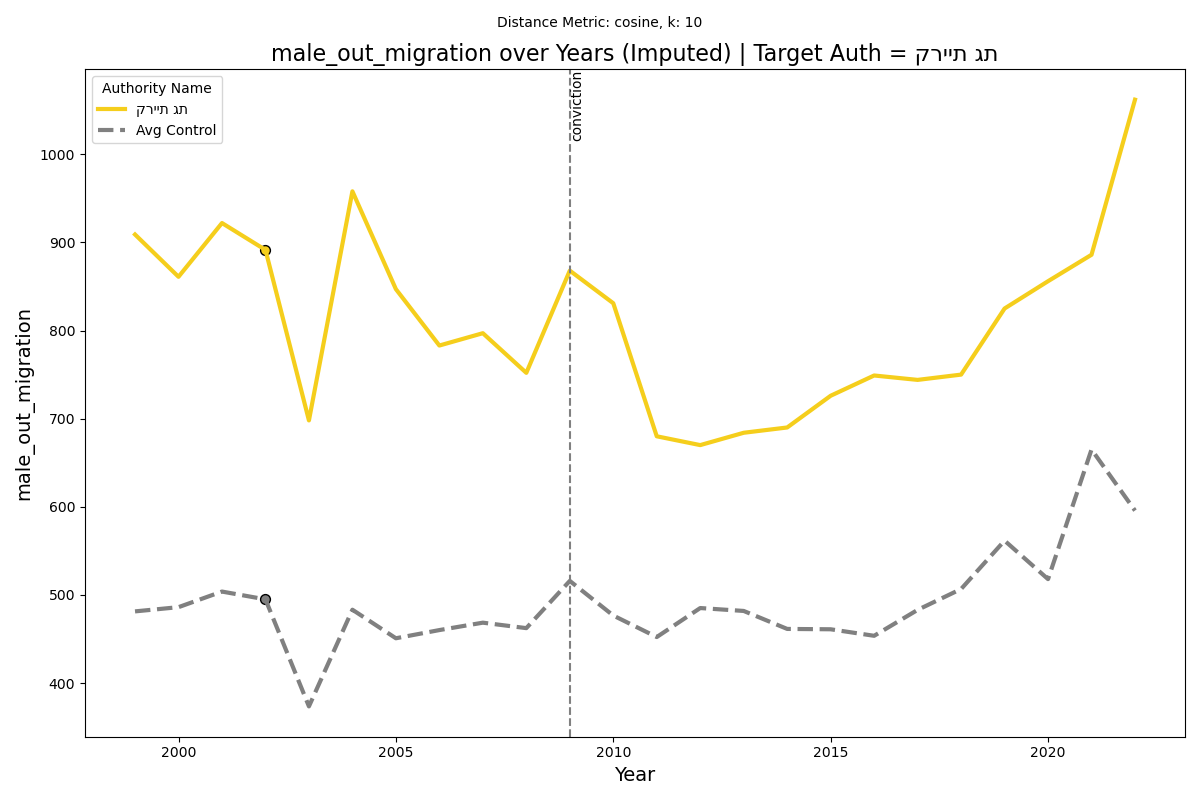 Distance Metric: cosine, k: 10
male_out_migration over Years (Imputed) | Target Auth = קריית גת
Authority Name
קריית גת
Avg Control
conviction
male_out_migration
1000
900
800
700
600
500
400
2000
2005
2010
2015
2020
Year